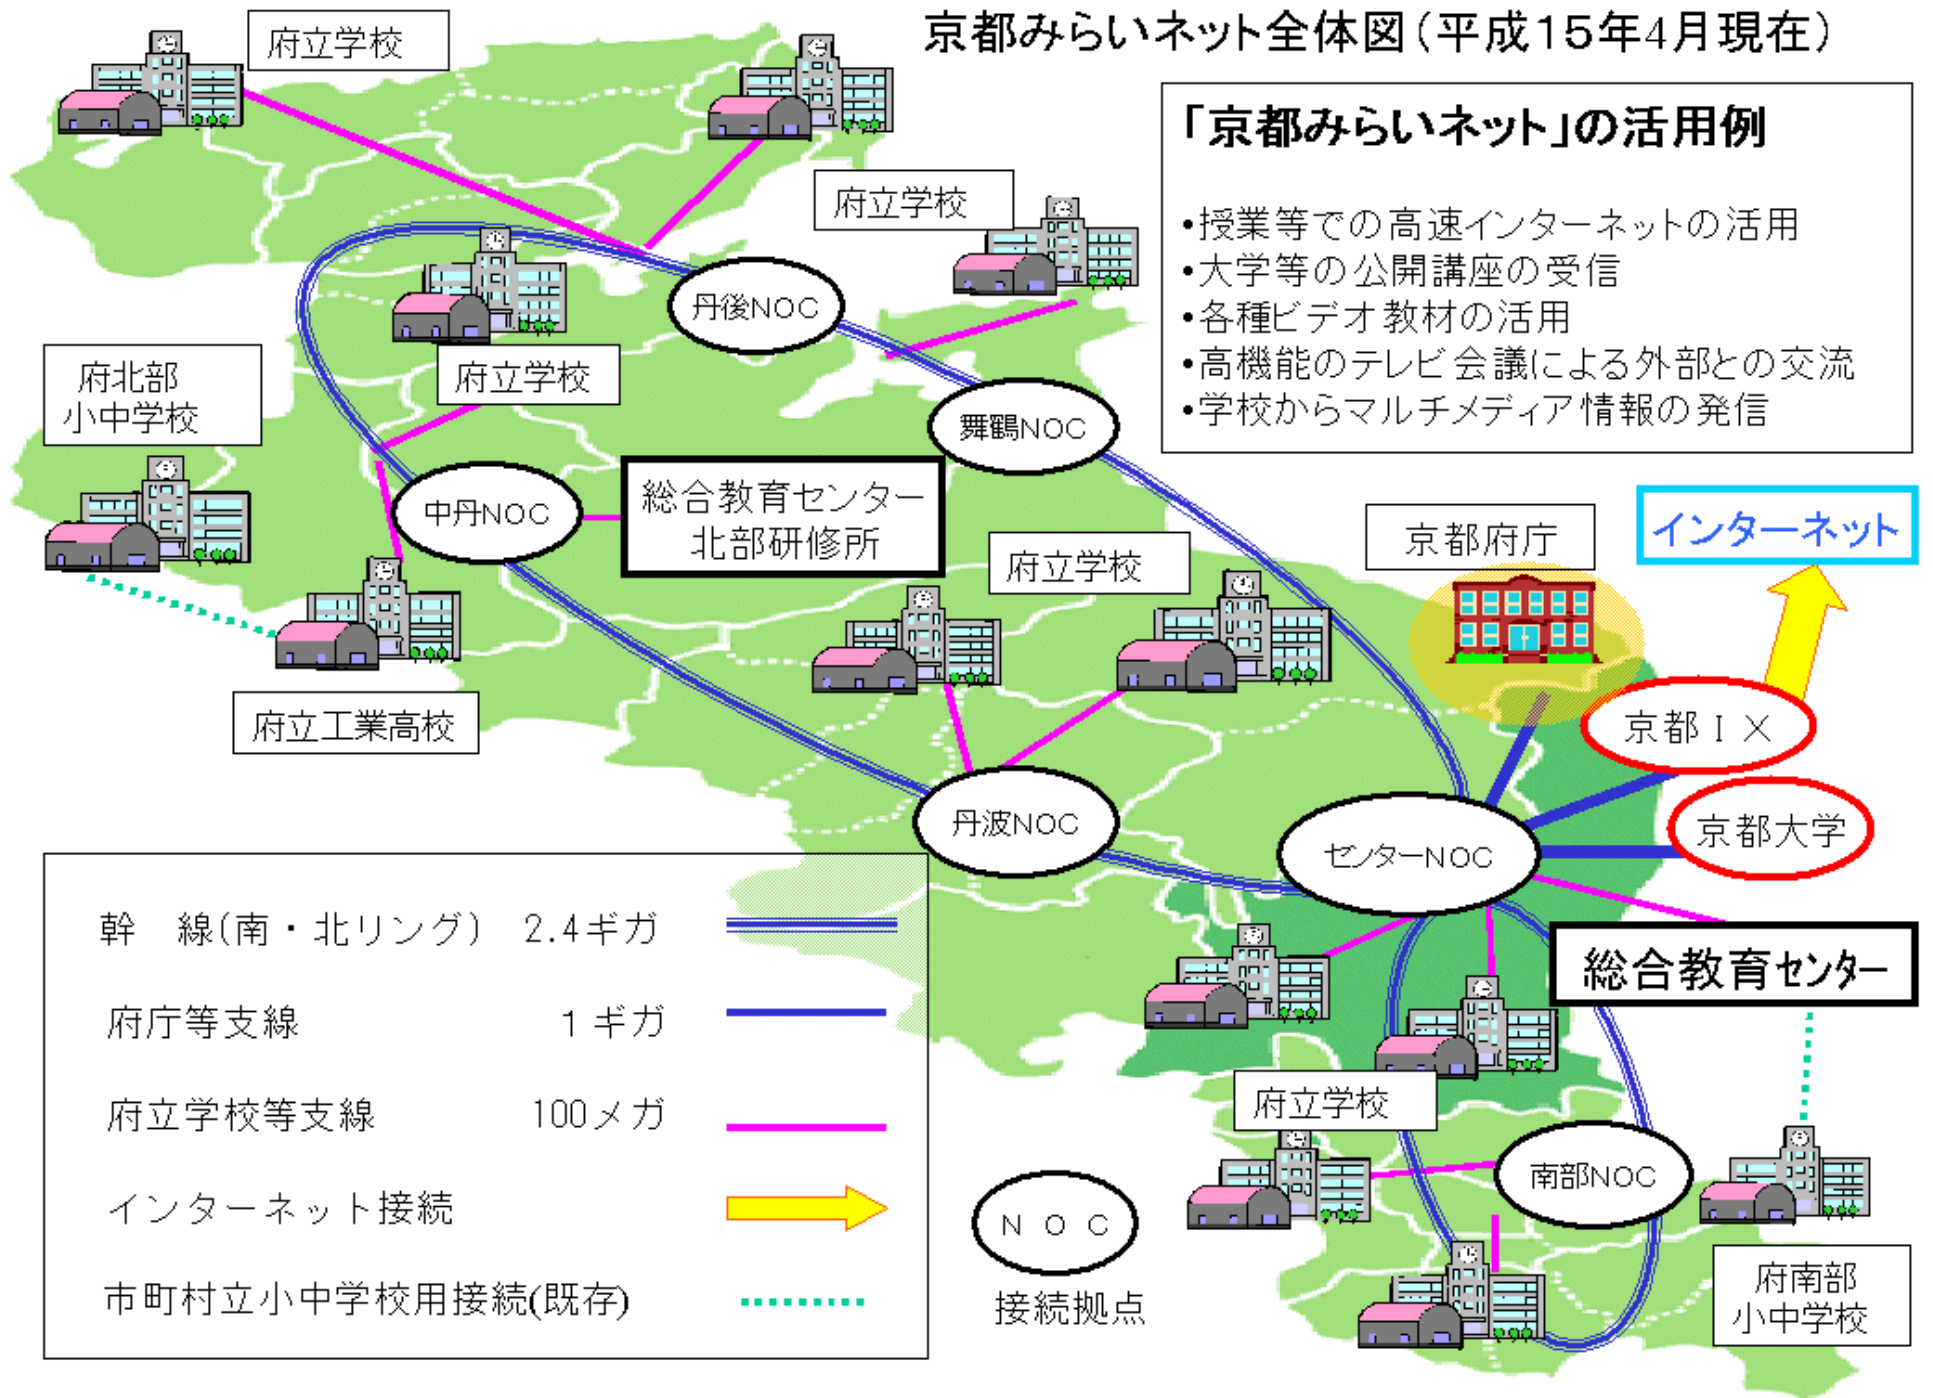 京都みらいネット全体図（平成15年4月現在）
府立学校
「京都みらいネット」の活用例
•授業等での高速インターネットの活用
•大学等の公開講座の受信
•各種ビデオ教材の活用
•高機能のテレビ会議による外部との交流
•学校からマルチメディア情報の発信
府立学校
丹後NOC
府北部
小中学校
府立学校
舞鶴NOC
中丹NOC
総合教育センター
北部研修所
府立学校
京都府庁
インターネット
府立工業高校
京都ＩＸ
丹波NOC
センターNOC
京都大学
総合教育センター
幹　線(南・北リング)　2.4ギガ
府庁等支線　1ギガ
府立学校等支線　100メガ
インターネット接続
市町村立小中学校用接続(既存)
府立学校
南部NOC
ＮＯＣ
接続拠点
府南部
小中学校